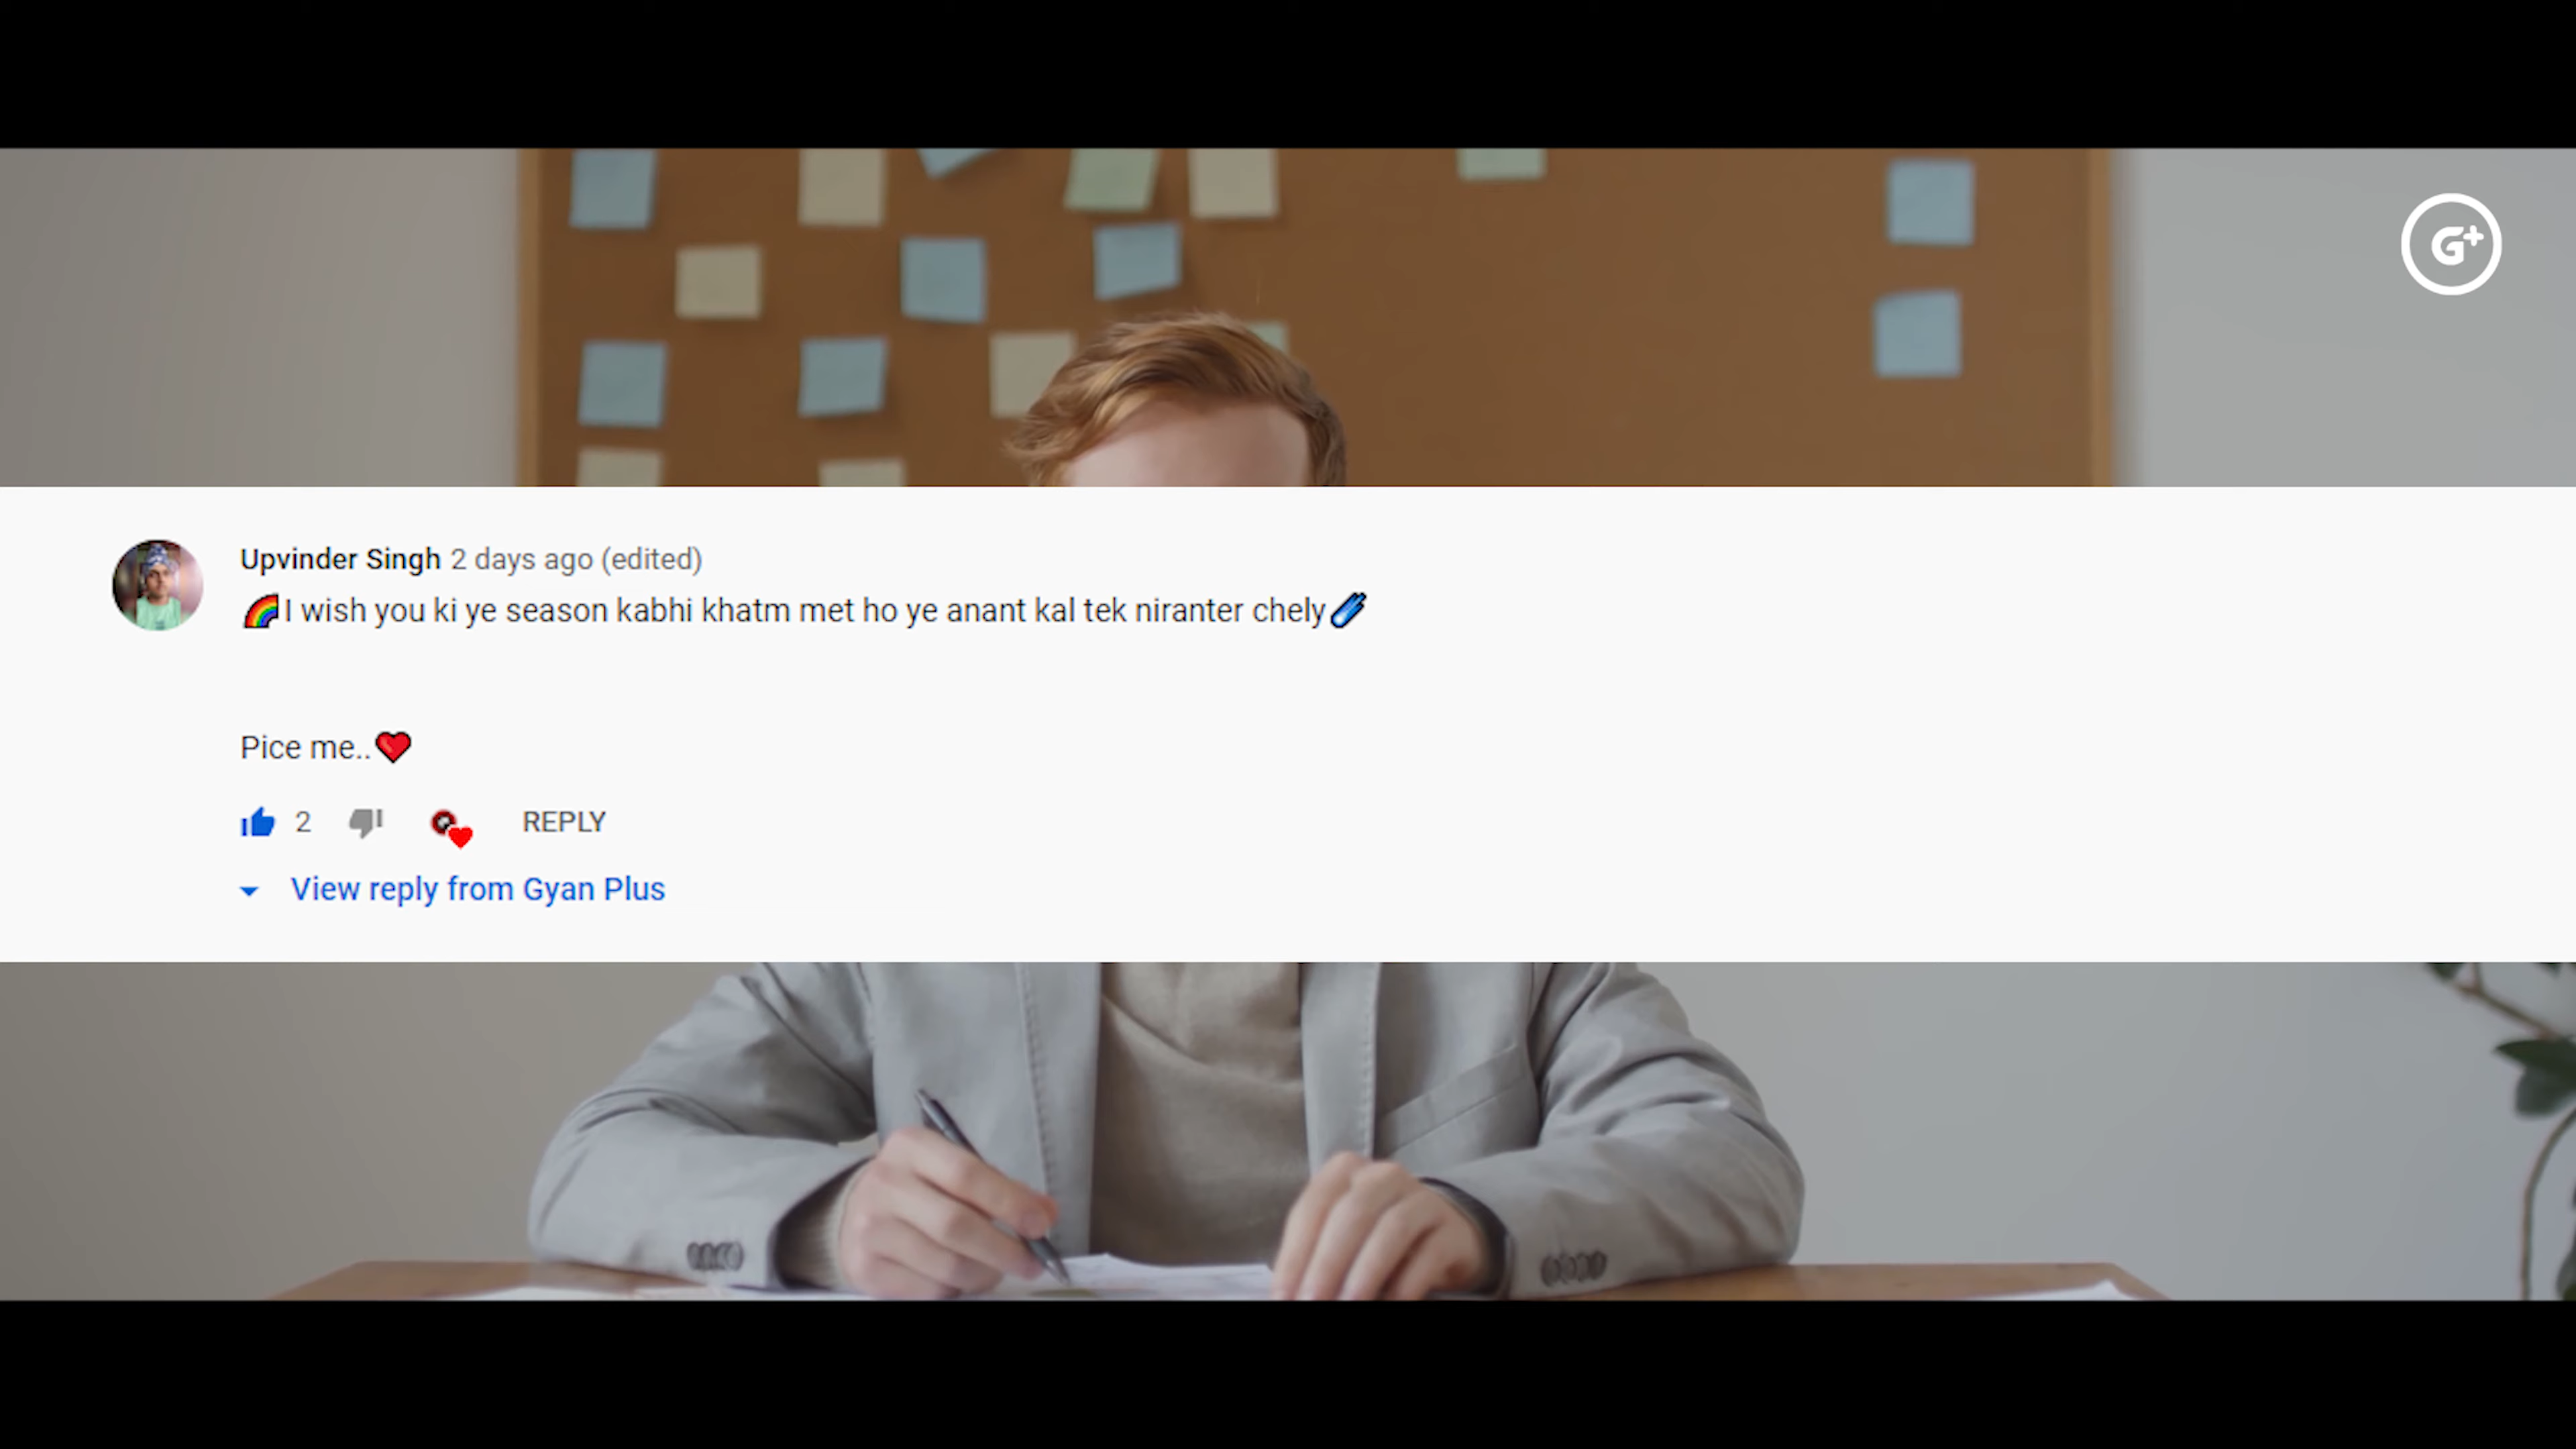 G+
Upvinder Singh 2 days ago (edited)
🌈I wish you ki ye season kabhi khatm met ho ye anant kal tek niranter chely☄️
Pice me..❤️
2 REPLY
View reply from Gyan Plus